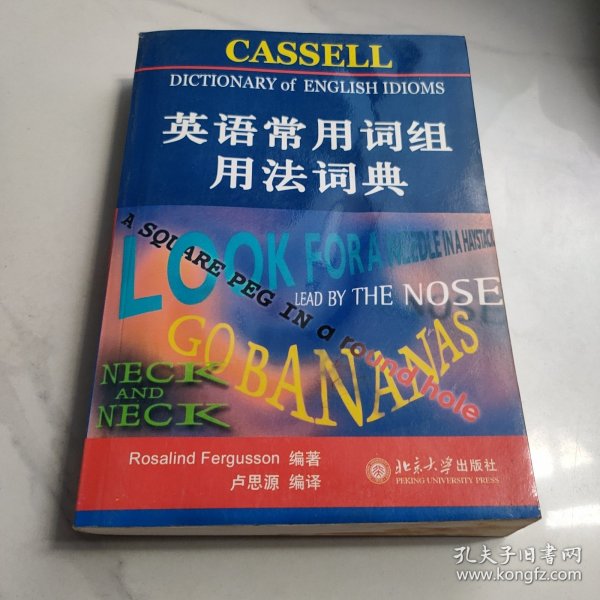 CASSELL
DICTIONARY of ENGLISH IDIOMS
英语常用词组
用法词典
A SQUARE PEG IN a round hole
LOOK FOR A NEEDLE IN A HAYSTACK
LEAD BY THE NOSE
GO BANANAS
NECK
AND
NECK
Rosalind Fergusson 编著
卢思源 编译
北京大学出版社
PEKING UNIVERSITY PRESS
孔夫子旧书网
www.kongfz.com